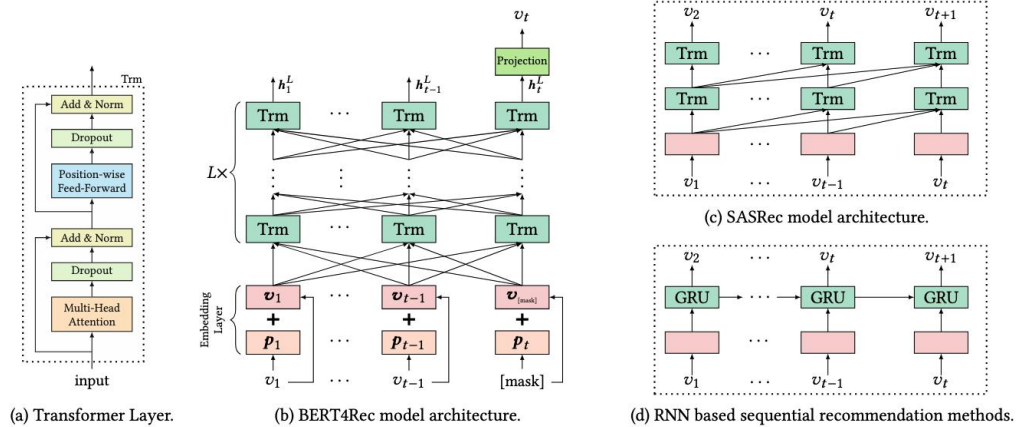 Trm
Add & Norm
Dropout
Position-wise
Feed-Forward
Add & Norm
Dropout
Multi-Head
Attention
input
(a) Transformer Layer.
v_t
Projection
h_1^L h_{t-1}^L h_t^L
Trm ... Trm Trm
L×
Trm ... Trm Trm
Embedding
Layer
v_1 ... v_{t-1} v_[mask]
+ + +
p_1 ... p_{t-1} p_t
v_1 ... v_{t-1} [mask]
(b) BERT4Rec model architecture.
v_2 v_t v_{t+1}
Trm ... Trm Trm
Trm ... Trm Trm
...
v_1 v_{t-1} v_t
(c) SASRec model architecture.
v_2 v_t v_{t+1}
GRU ... GRU GRU
...
v_1 v_{t-1} v_t
(d) RNN based sequential recommendation methods.